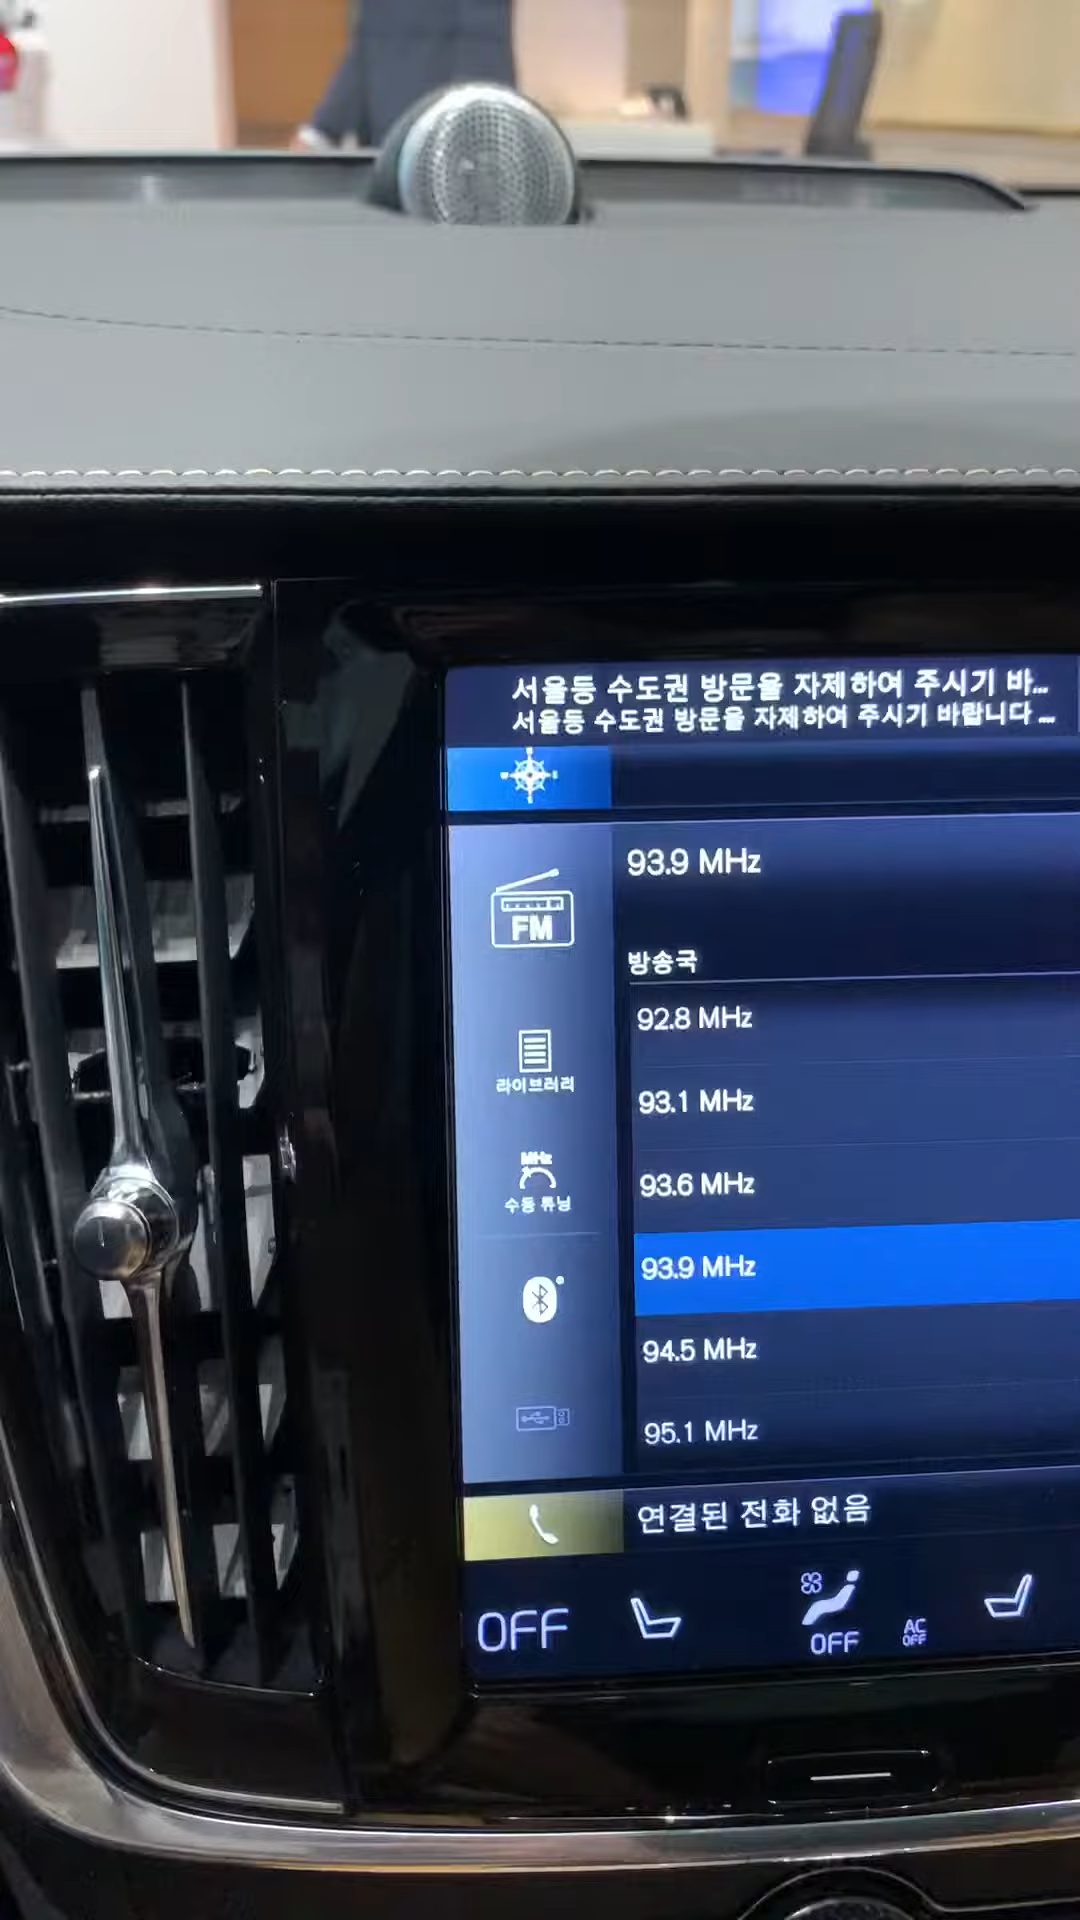 서울등 수도권 방문을 자제하여 주시기 바...
서울등 수도권 방문을 자제하여 주시기 바랍니다 ...
93.9 MHz
FM
방송국
92.8 MHz
라이브러리
93.1 MHz
MHz
수동 튜닝
93.6 MHz
93.9 MHz
94.5 MHz
95.1 MHz
연결된 전화 없음
OFF
OFF
AC
OFF